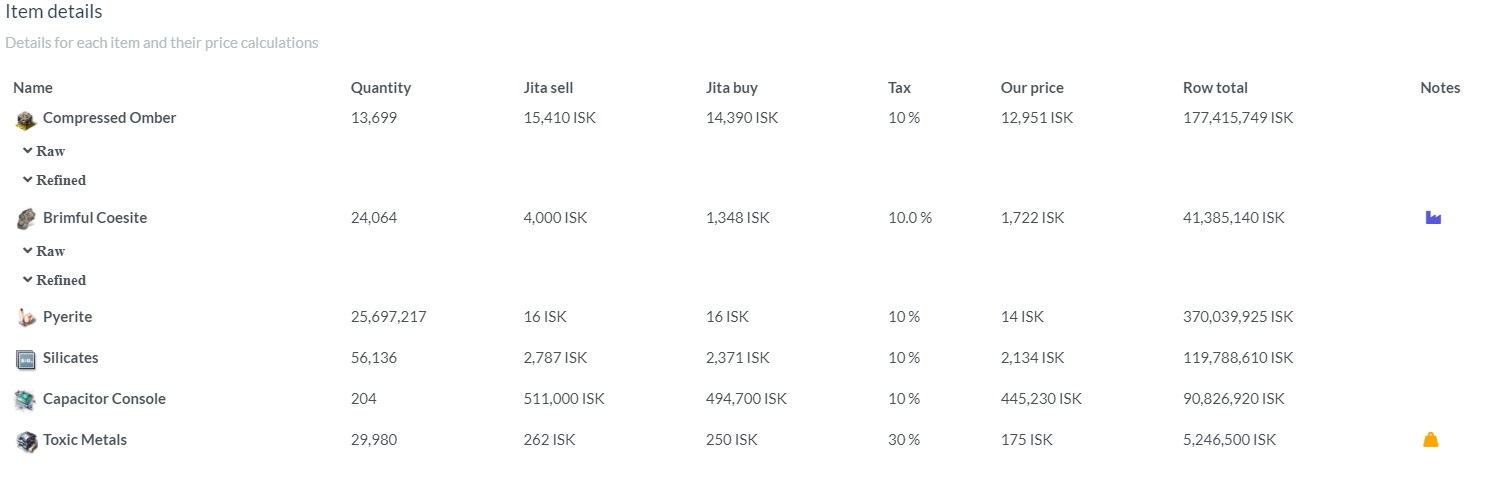 Item details
Details for each item and their price calculations
Name Quantity Jita sell Jita buy Tax Our price Row total Notes
Compressed Omber 13,699 15,410 ISK 14,390 ISK 10 % 12,951 ISK 177,415,749 ISK
Raw
Refined
Brimful Coesite 24,064 4,000 ISK 1,348 ISK 10.0 % 1,722 ISK 41,385,140 ISK
Raw
Refined
Pyerite 25,697,217 16 ISK 16 ISK 10 % 14 ISK 370,039,925 ISK
Silicates 56,136 2,787 ISK 2,371 ISK 10 % 2,134 ISK 119,788,610 ISK
Capacitor Console 204 511,000 ISK 494,700 ISK 10 % 445,230 ISK 90,826,920 ISK
Toxic Metals 29,980 262 ISK 250 ISK 30 % 175 ISK 5,246,500 ISK